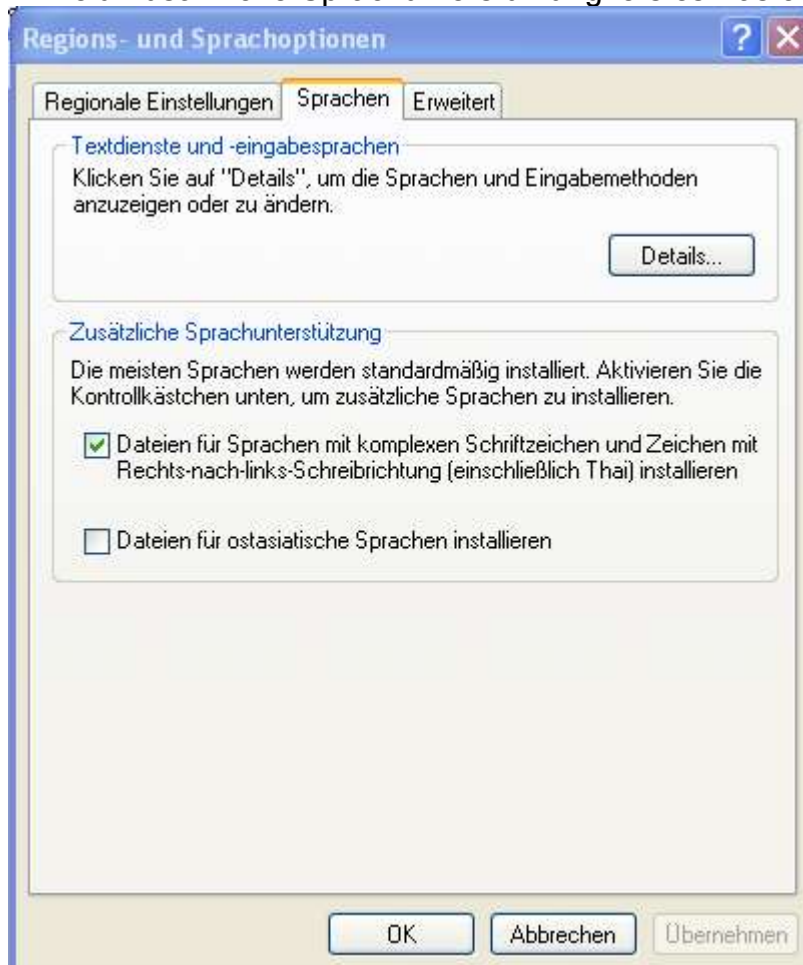 Regions- und Sprachoptionen
Regionale Einstellungen Sprachen Erweitert
Textdienste und -eingabesprachen
Klicken Sie auf "Details", um die Sprachen und Eingabemethoden
anzuzeigen oder zu ändern.
Details...
Zusätzliche Sprachunterstützung
Die meisten Sprachen werden standardmäßig installiert. Aktivieren Sie die
Kontrollkästchen unten, um zusätzliche Sprachen zu installieren.
Dateien für Sprachen mit komplexen Schriftzeichen und Zeichen mit
Rechts-nach-links-Schreibrichtung (einschließlich Thai) installieren
Dateien für ostasiatische Sprachen installieren
OK Abbrechen Übernehmen